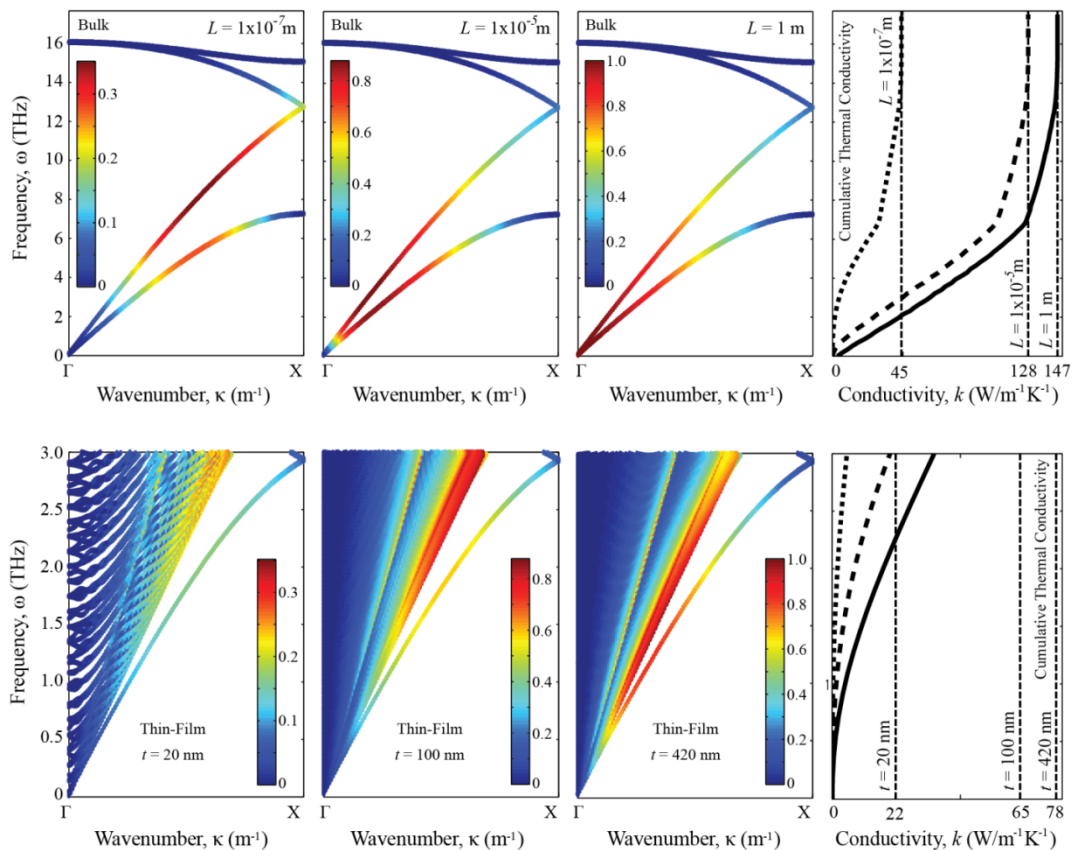 Bulk
L = 1x10⁻⁷m
16
14
12
10
8
6
4
2
0
0.3
0.2
0.1
0
Frequency, ω (THz)
Γ
X
Wavenumber, κ (m⁻¹)
Bulk
L = 1x10⁻⁵m
0.8
0.6
0.4
0.2
0
Γ
X
Wavenumber, κ (m⁻¹)
Bulk
L = 1 m
1.0
0.8
0.6
0.4
0.2
0
Γ
X
Wavenumber, κ (m⁻¹)
Cumulative Thermal Conductivity
L = 1x10⁻⁷m
L = 1x10⁻⁵m
L = 1 m
0
45
128
147
Conductivity, k (W/m⁻¹K⁻¹)
3.0
2.5
2.0
1.5
1.0
0.5
0
Frequency, ω (THz)
0.3
0.2
0.1
0
Thin-Film
t = 20 nm
Γ
X
Wavenumber, κ (m⁻¹)
0.8
0.6
0.4
0.2
0
Thin-Film
t = 100 nm
Γ
X
Wavenumber, κ (m⁻¹)
1.0
0.8
0.6
0.4
0.2
0
Thin-Film
t = 420 nm
Γ
X
Wavenumber, κ (m⁻¹)
1
t = 20 nm
t = 100 nm
t = 420 nm
Cumulative Thermal Conductivity
0
22
65
78
Conductivity, k (W/m⁻¹K⁻¹)